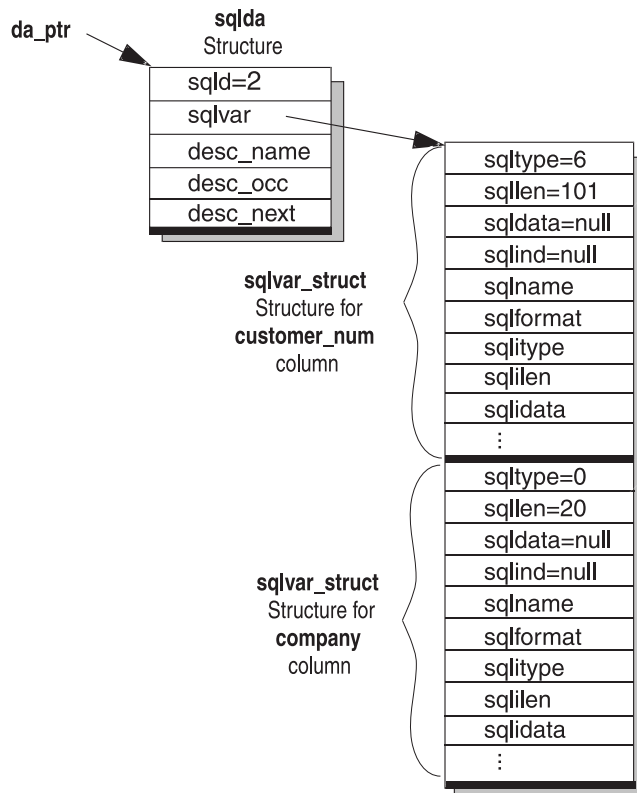 da_ptr
sqlda
Structure
sqld=2
sqlvar
desc_name
desc_occ
desc_next
sqlvar_struct
Structure for
customer_num
column
sqltype=6
sqllen=101
sqldata=null
sqlind=null
sqlname
sqlformat
sqlitype
sqlilen
sqlidata
⋮
sqlvar_struct
Structure for
company
column
sqltype=0
sqllen=20
sqldata=null
sqlind=null
sqlname
sqlformat
sqlitype
sqlilen
sqlidata
⋮